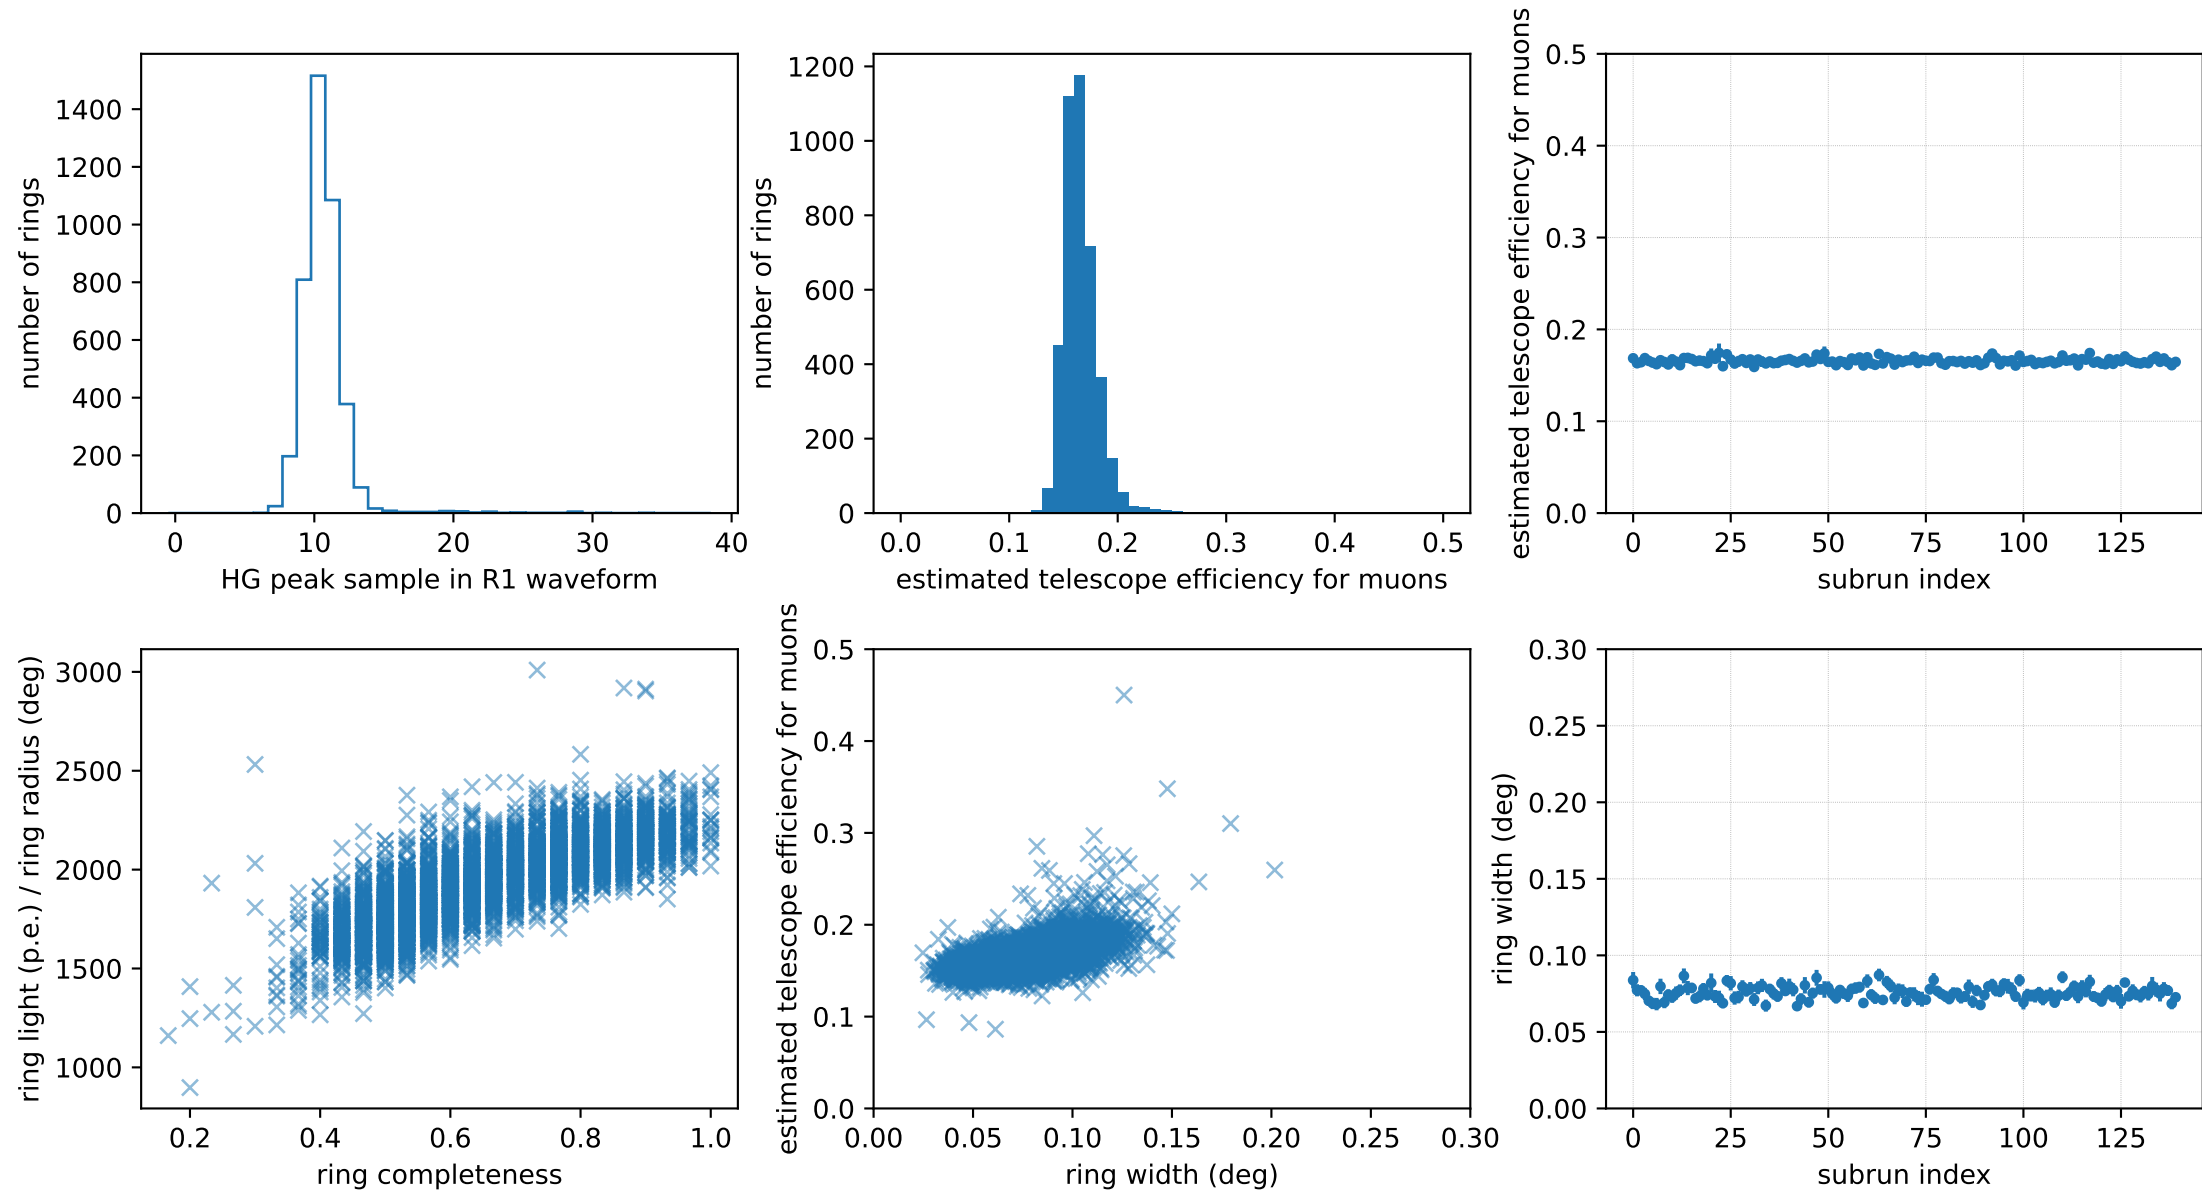 number of rings
1400
1200
1000
800
600
400
200
0
0 10 20 30 40
HG peak sample in R1 waveform
number of rings
1200
1000
800
600
400
200
0
0.0 0.1 0.2 0.3 0.4 0.5
estimated telescope efficiency for muons
estimated telescope efficiency for muons
0.5
0.4
0.3
0.2
0.1
0.0
0 25 50 75 100 125
subrun index
ring light (p.e.) / ring radius (deg)
3000
2500
2000
1500
1000
0.2 0.4 0.6 0.8 1.0
ring completeness
estimated telescope efficiency for muons
0.5
0.4
0.3
0.2
0.1
0.0
0.00 0.05 0.10 0.15 0.20 0.25 0.30
ring width (deg)
ring width (deg)
0.30
0.25
0.20
0.15
0.10
0.05
0.00
0 25 50 75 100 125
subrun index